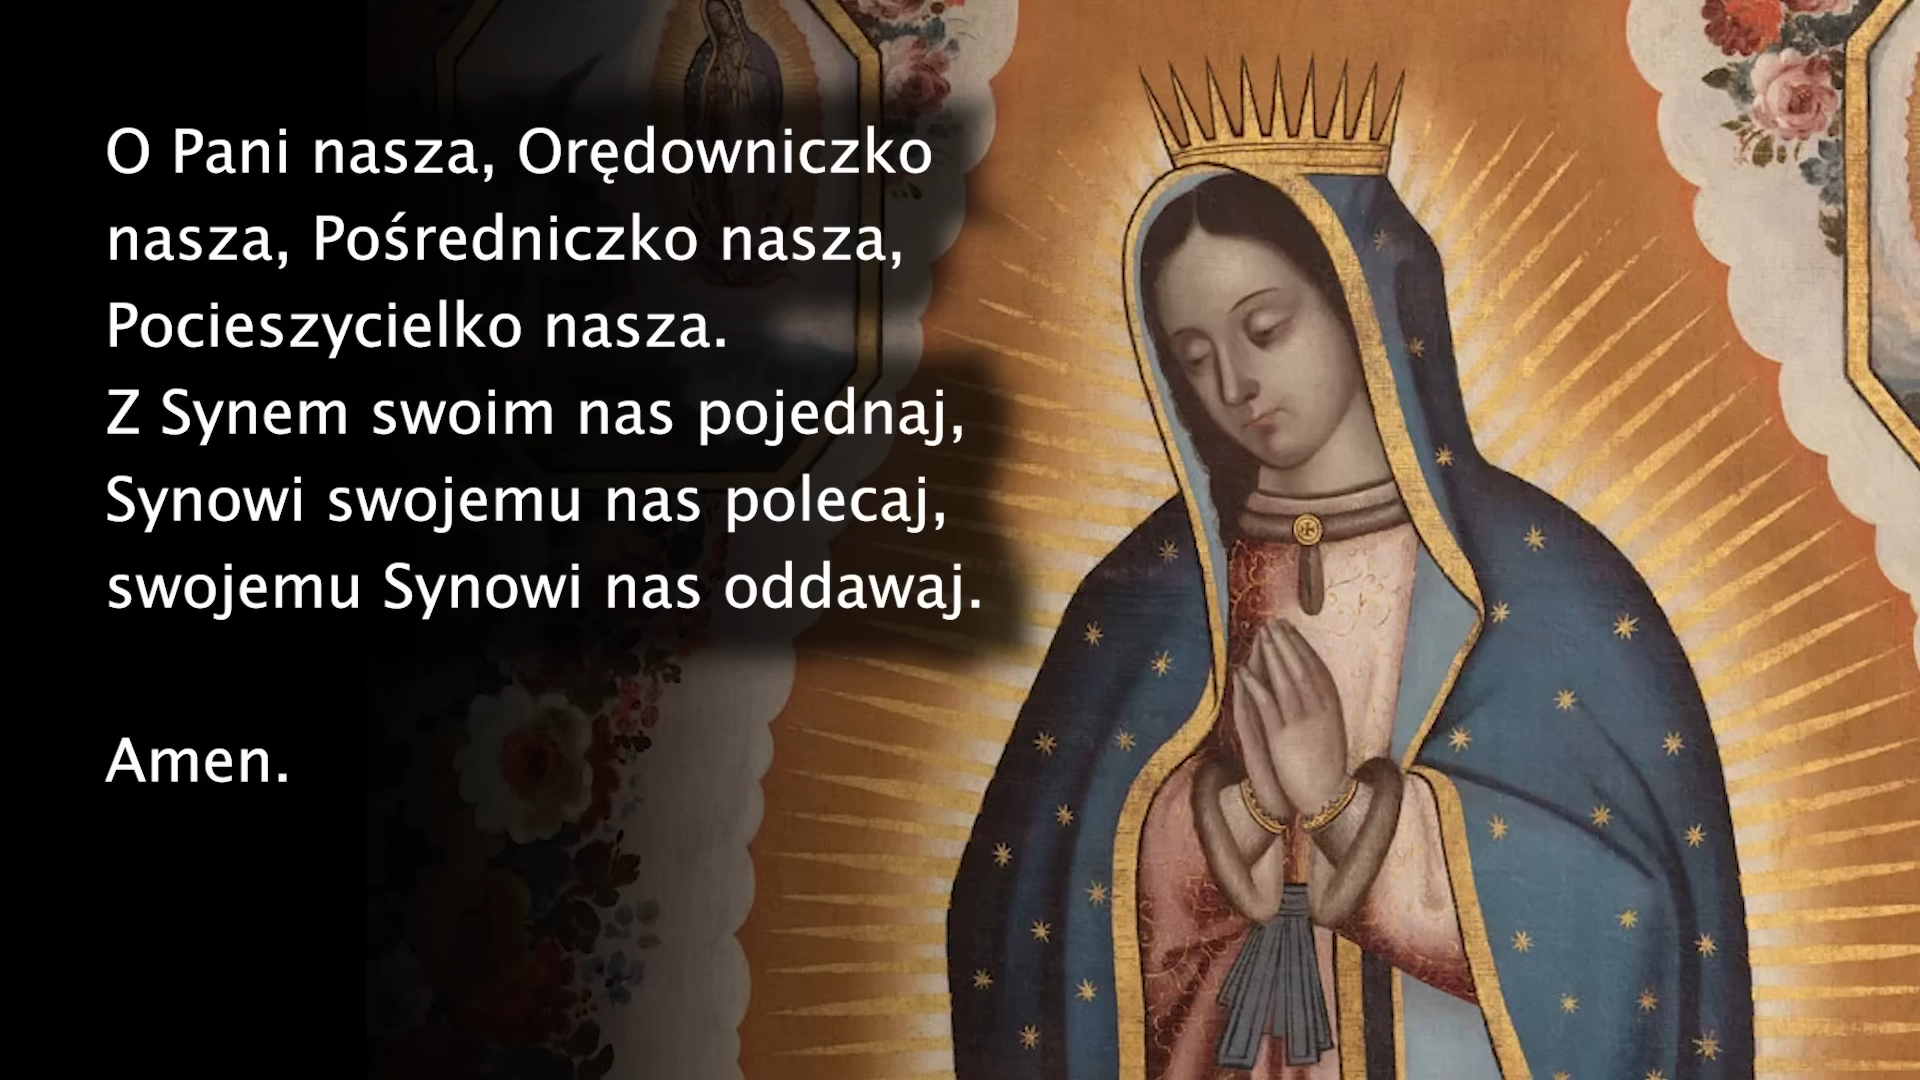 O Pani nasza, Orędowniczko
nasza, Pośredniczko nasza,
Pocieszycielko nasza.
Z Synem swoim nas pojednaj,
Synowi swojemu nas polecaj,
swojemu Synowi nas oddawaj.
Amen.